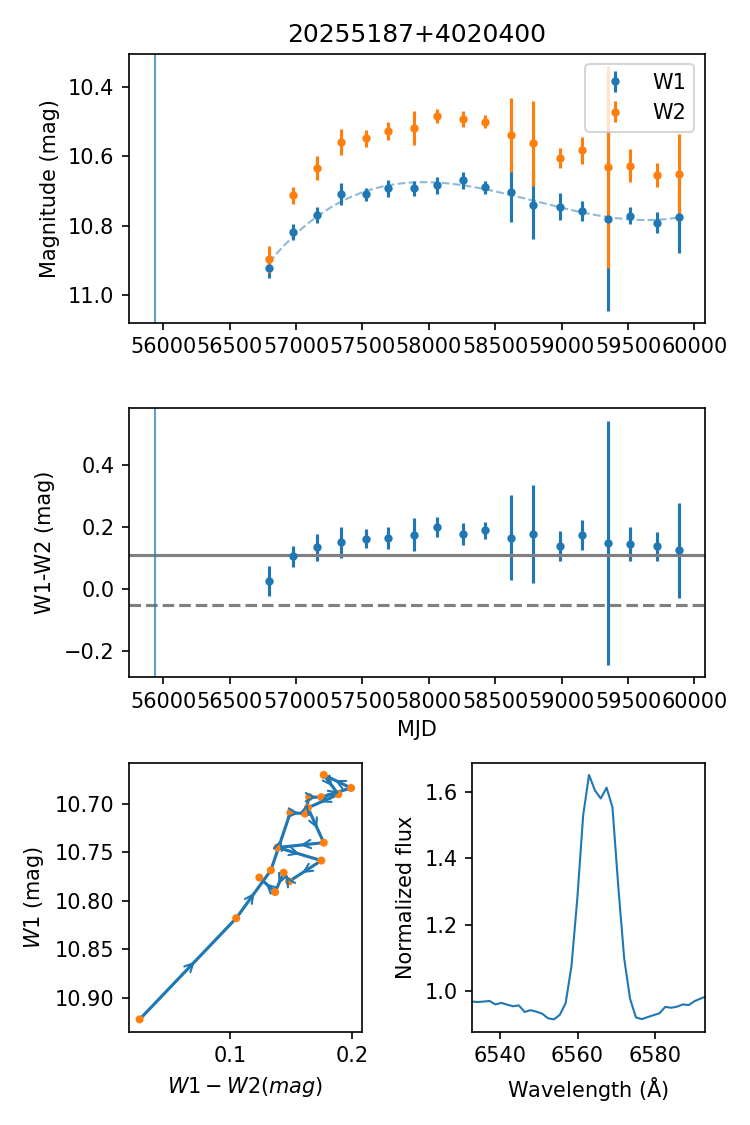 20255187+4020400
Magnitude (mag)
10.4
10.6
10.8
11.0
W1
W2
56000 56500 57000 57500 58000 58500 59000 59500 60000
W1-W2 (mag)
0.4
0.2
0.0
−0.2
56000 56500 57000 57500 58000 58500 59000 59500 60000
MJD
W1 (mag)
10.70
10.75
10.80
10.85
10.90
0.1 0.2
W1 − W2(mag)
Normalized flux
1.6
1.4
1.2
1.0
6540 6560 6580
Wavelength (Å)